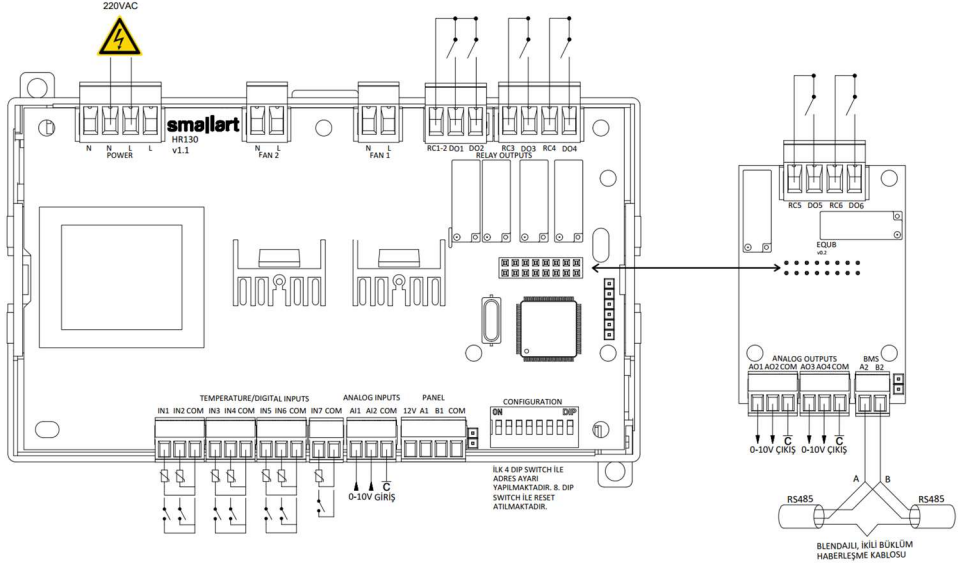 220VAC
N N L L
POWER
smallart
HR130
v1.1
N L
FAN 2
N L
FAN 1
RC1-2 DO1 DO2
RC3 DO3 RC4 DO4
RELAY OUTPUTS
RC5 DO5 RC6 DO6
EQUB
v0.2
ANALOG OUTPUTS
AO1 AO2 COM AO3 AO4 COM
BMS
A2 B2
TEMPERATURE/DIGITAL INPUTS
IN1 IN2 COM IN3 IN4 COM IN5 IN6 COM IN7 COM
ANALOG INPUTS
AI1 AI2 COM
PANEL
12V A1 B1 COM
CONFIGURATION
ON DIP
C
0-10V GİRİŞ
İLK 4 DIP SWITCH İLE
ADRES AYARI
YAPILMAKTADIR. 8. DIP
SWITCH İLE RESET
ATILMAKTADIR.
C
0-10V ÇIKIŞ
C
0-10V ÇIKIŞ
A B
RS485 RS485
BLENDAJLI, İKİLİ BÜKLÜM
HABERLEŞME KABLOSU